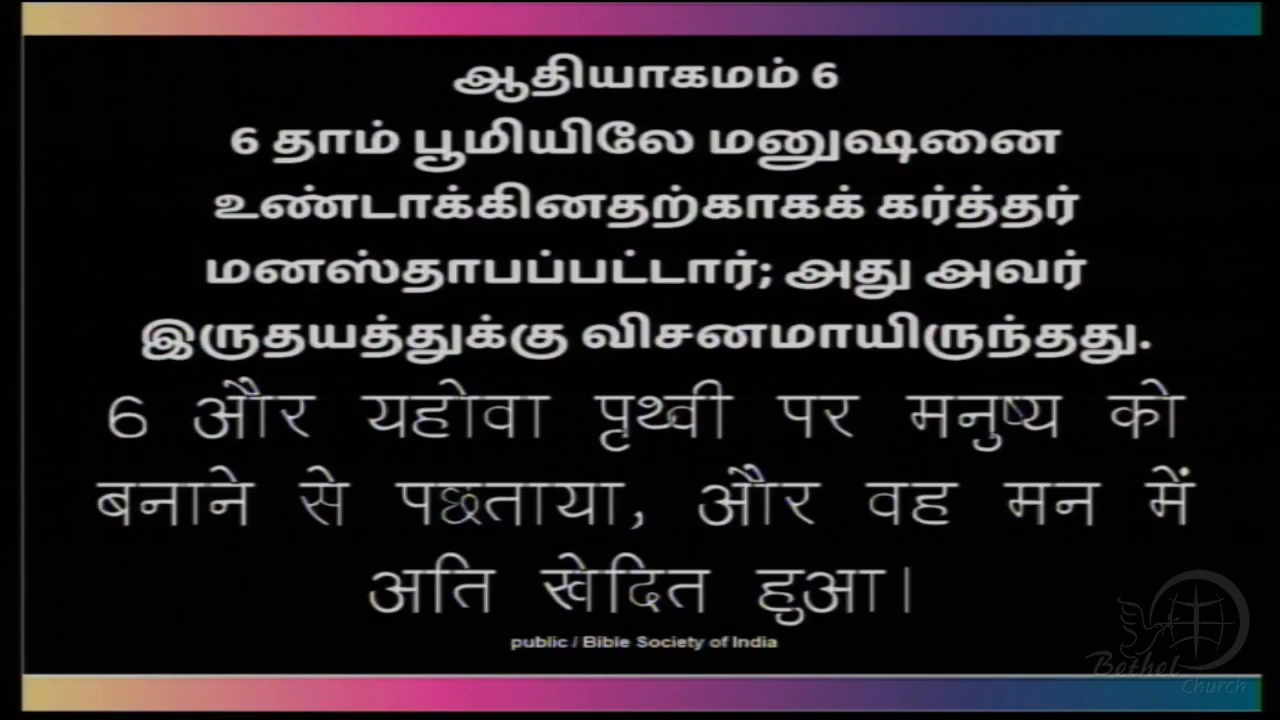 ஆதியாகமம் 6
6 தாம் பூமியிலே மனுஷனை
உண்டாக்கினதற்காகக் கர்த்தர்
மனஸ்தாபப்பட்டார்; அது அவர்
இருதயத்துக்கு விசனமாயிருந்தது.
6 और यहोवा पृथ्वी पर मनुष्य को
बनाने से पछताया, और वह मन में
अति खेदित हुआ।
public / Bible Society of India
Bethel
Church